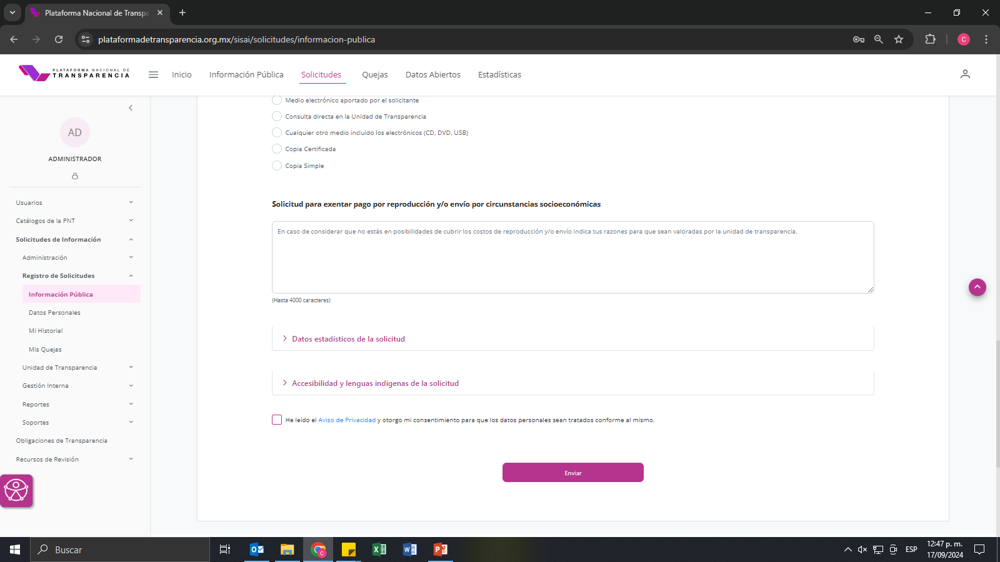 Plataforma Nacional de Transpa
plataformadetransparencia.org.mx/sisai/solicitudes/informacion-publica
C
PLATAFORMA NACIONAL DE
TRANSPARENCIA
Inicio
Información Pública
Solicitudes
Quejas
Datos Abiertos
Estadísticas
AD
ADMINISTRADOR
Usuarios
Catálogos de la PNT
Solicitudes de Información
Administración
Registro de Solicitudes
Información Pública
Datos Personales
Mi Historial
Mis Quejas
Unidad de Transparencia
Gestión Interna
Reportes
Soportes
Obligaciones de Transparencia
Recursos de Revisión
Medio electrónico aportado por el solicitante
Consulta directa en la Unidad de Transparencia
Cualquier otro medio incluido los electrónicos (CD, DVD, USB)
Copia Certificada
Copia Simple
Solicitud para exentar pago por reproducción y/o envío por circunstancias socioeconómicas
En caso de considerar que no estás en posibilidades de cubrir los costos de reproducción y/o envío indica tus razones para que sean valoradas por la unidad de transparencia.
(Hasta 4000 caracteres)
Datos estadísticos de la solicitud
Accesibilidad y lenguas indigenas de la solicitud
He leído el Aviso de Privacidad y otorgo mi consentimiento para que los datos personales sean tratados conforme al mismo.
Enviar
Buscar
ESP
12:47 p. m.
17/09/2024